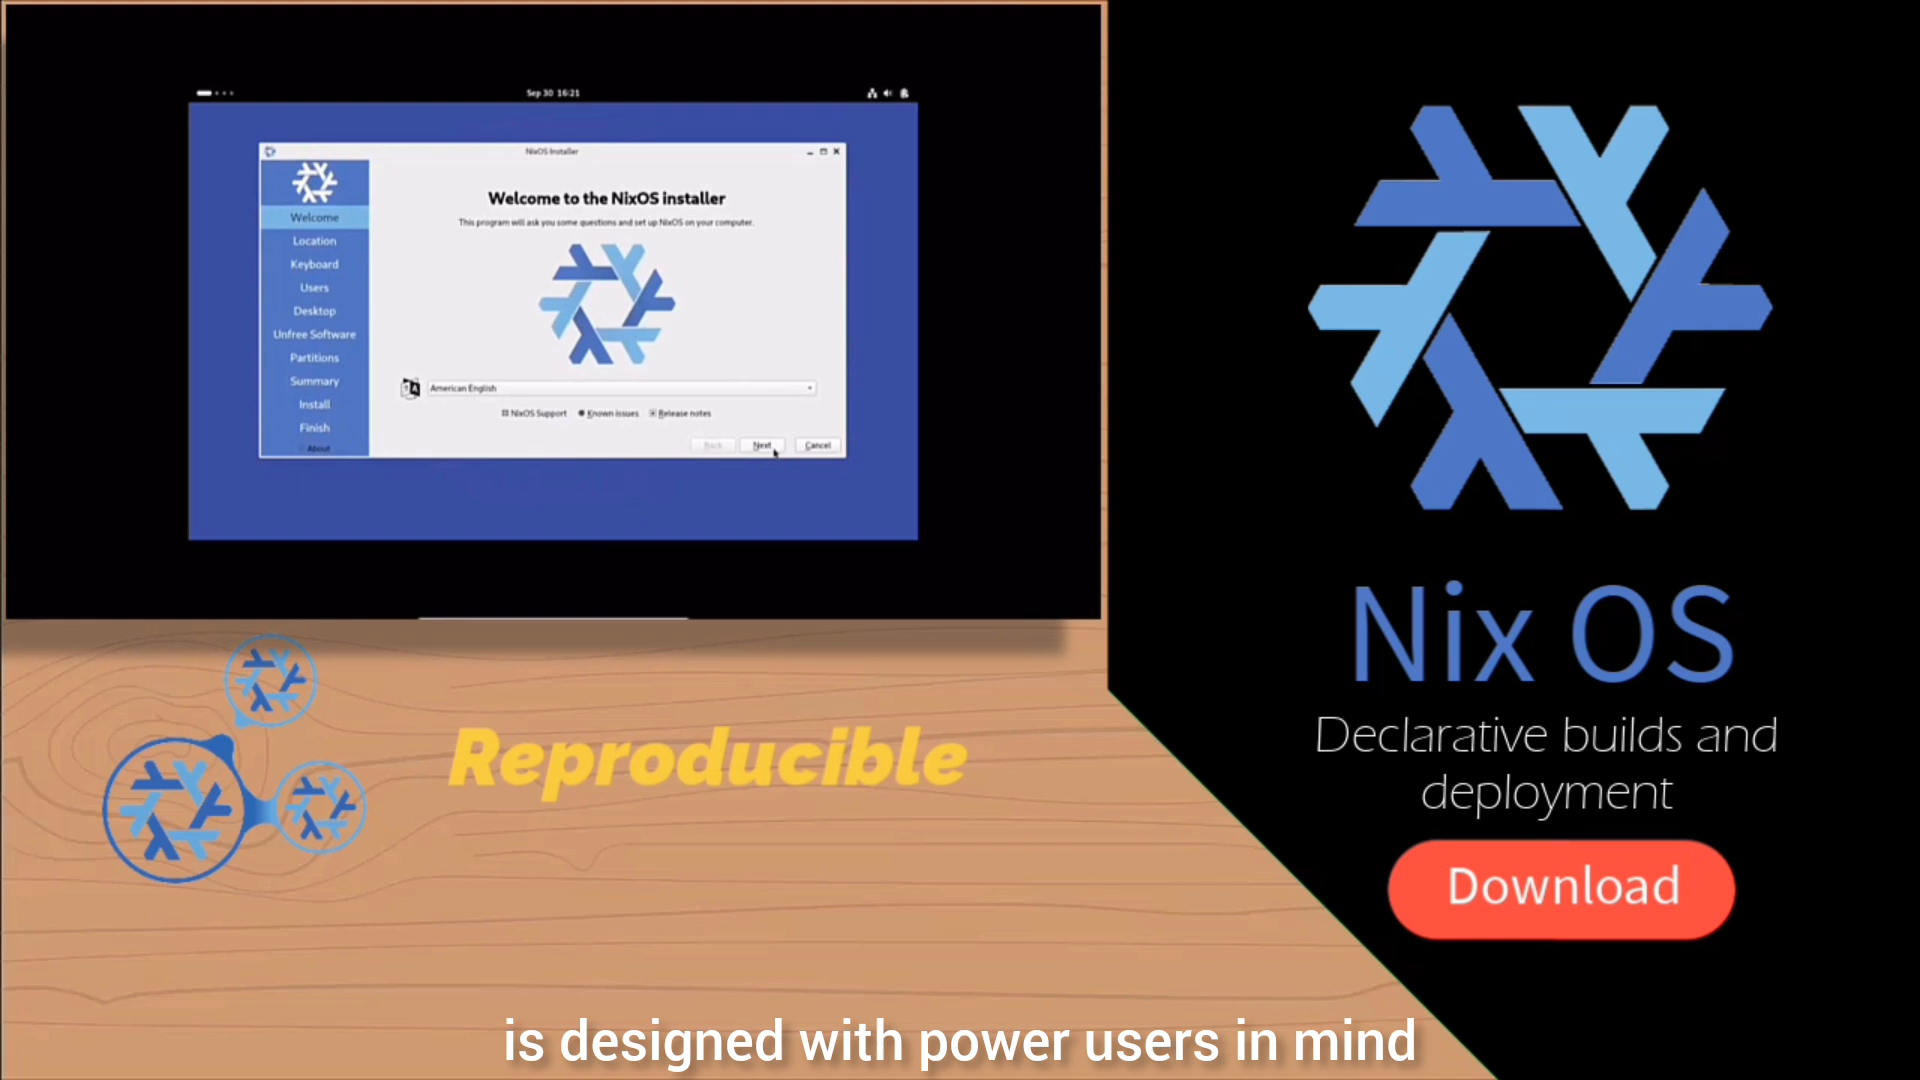 Sep 30 16:21
NixOS Installer
Welcome
Location
Keyboard
Users
Desktop
Unfree Software
Partitions
Summary
Install
Finish
About
Welcome to the NixOS installer
This program will ask you some questions and set up NixOS on your computer.
American English
NixOS Support
Known issues
Release notes
Back
Next
Cancel
Reproducible
Nix OS
Declarative builds and
deployment
Download
is designed with power users in mind